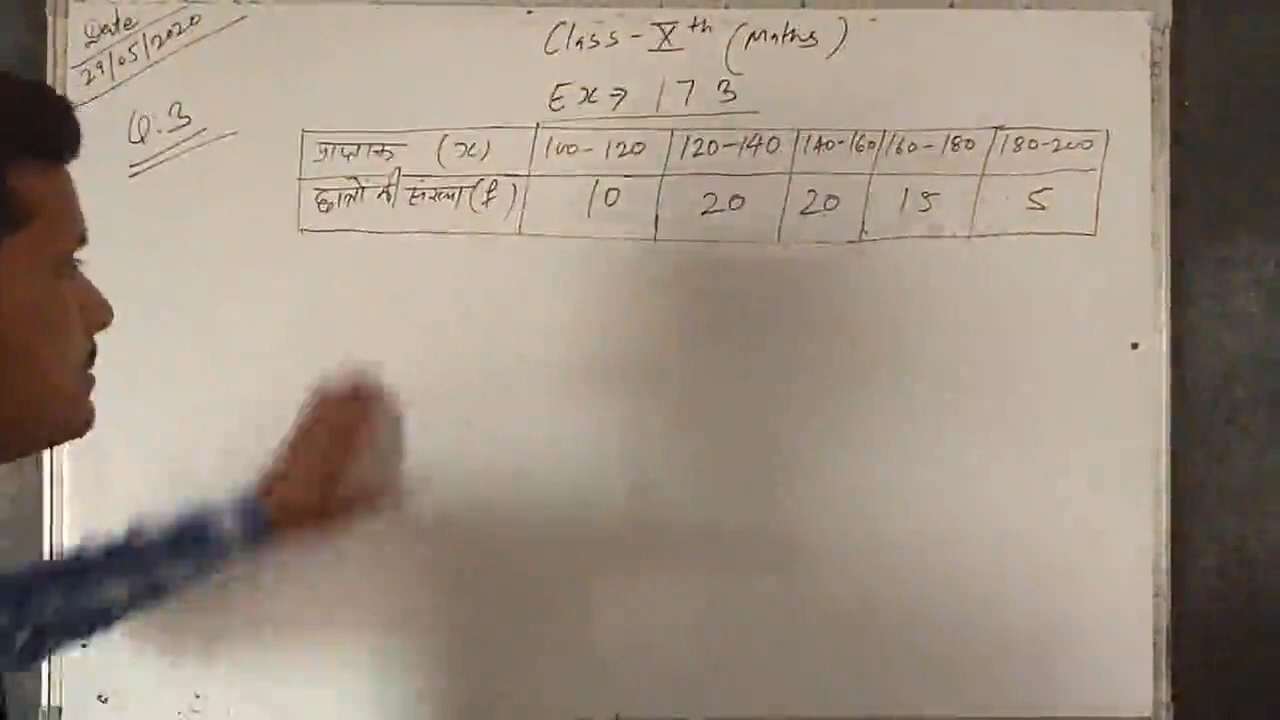 Date
29/05/2020
Class - Xth (Maths)
Ex → 17 3
Q.3
प्राप्तांक (x) 100-120 120-140 140-160 160-180 180-200
छात्रों की संख्या (f) 10 20 20 15 5